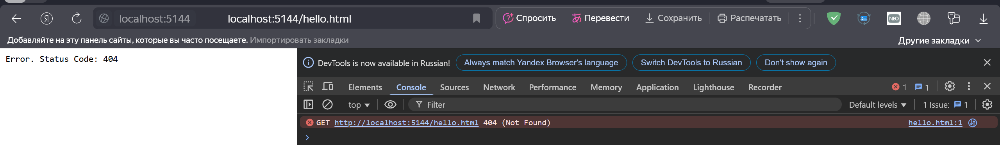 localhost:5144 localhost:5144/hello.html Спросить Перевести Сохранить Распечатать NEO
Добавляйте на эту панель сайты, которые вы часто посещаете. Импортировать закладки Другие закладки
Error. Status Code: 404
DevTools is now available in Russian! Always match Yandex Browser's language Switch DevTools to Russian Don't show again
Elements Console Sources Network Performance Memory Application Lighthouse Recorder 1 1
top Filter Default levels 1 Issue: 1
GET http://localhost:5144/hello.html 404 (Not Found) hello.html:1